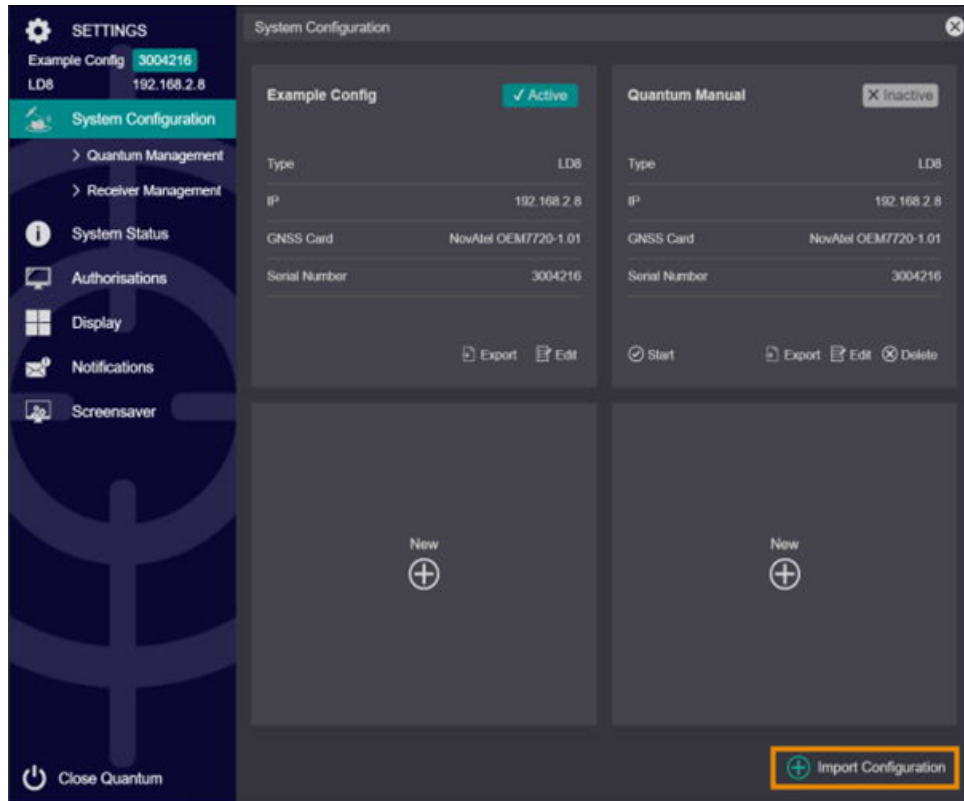 SETTINGS
Example Config 3004216
LD8 192.168.2.8
System Configuration
> Quantum Management
> Receiver Management
System Status
Authorisations
Display
Notifications
Screensaver
Close Quantum
System Configuration
Example Config ✓ Active
Type LD8
IP 192.168.2.8
GNSS Card NovAtel OEM7720-1.01
Serial Number 3004216
Export Edit
Quantum Manual X Inactive
Type LD8
IP 192.168.2.8
GNSS Card NovAtel OEM7720-1.01
Serial Number 3004216
Start Export Edit Delete
New
New
Import Configuration